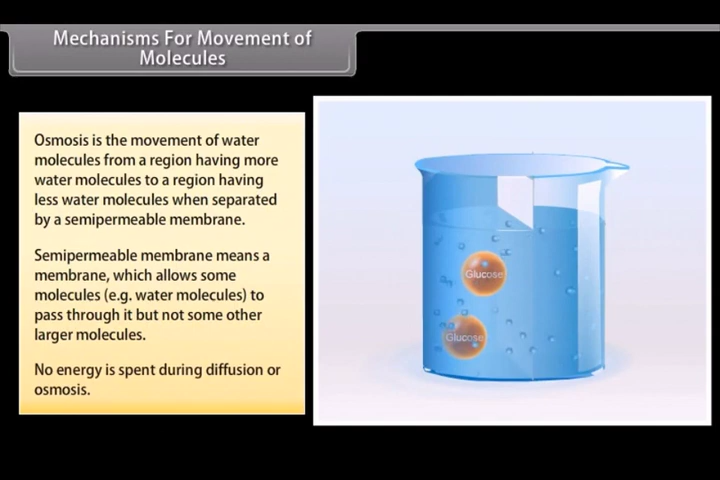 Mechanisms For Movement of
Molecules
Osmosis is the movement of water
molecules from a region having more
water molecules to a region having
less water molecules when separated
by a semipermeable membrane.
Semipermeable membrane means a
membrane, which allows some
molecules (e.g. water molecules) to
pass through it but not some other
larger molecules.
No energy is spent during diffusion or
osmosis.
Glucose
Glucose